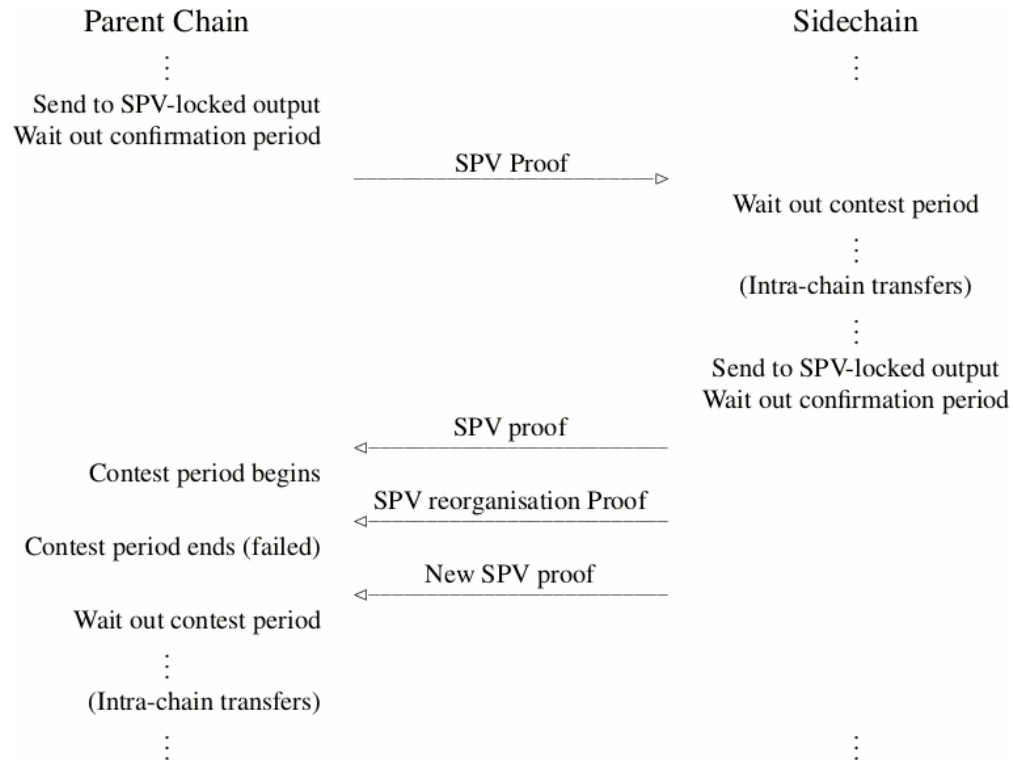 Parent Chain
Sidechain
Send to SPV-locked output
Wait out confirmation period
SPV Proof
Wait out contest period
(Intra-chain transfers)
Send to SPV-locked output
Wait out confirmation period
SPV proof
Contest period begins
SPV reorganisation Proof
Contest period ends (failed)
New SPV proof
Wait out contest period
(Intra-chain transfers)